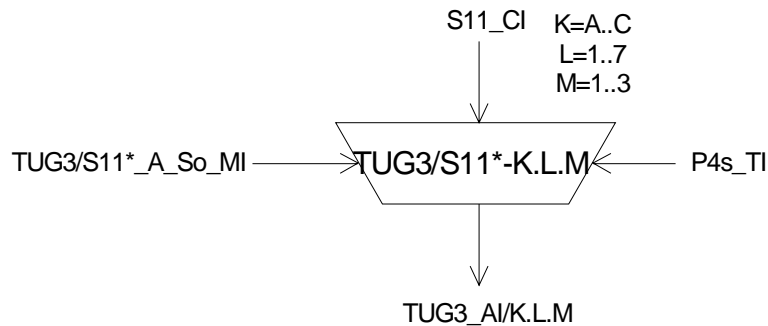 S11_CI
K=A..C
L=1..7
M=1..3
TUG3/S11*_A_So_MI
TUG3/S11*-K.L.M
P4s_TI
TUG3_AI/K.L.M